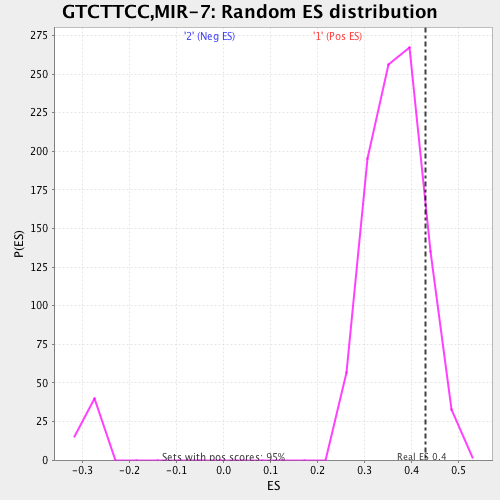 GTCTTCC,MIR-7: Random ES distribution
'2' (Neg ES) '1' (Pos ES)
275
250
225
200
175
150
125
100
75
50
25
0
P(ES)
Sets with pos scores: 95% Real ES 0.4
-0.3 -0.2 -0.1 0.0 0.1 0.2 0.3 0.4 0.5
ES